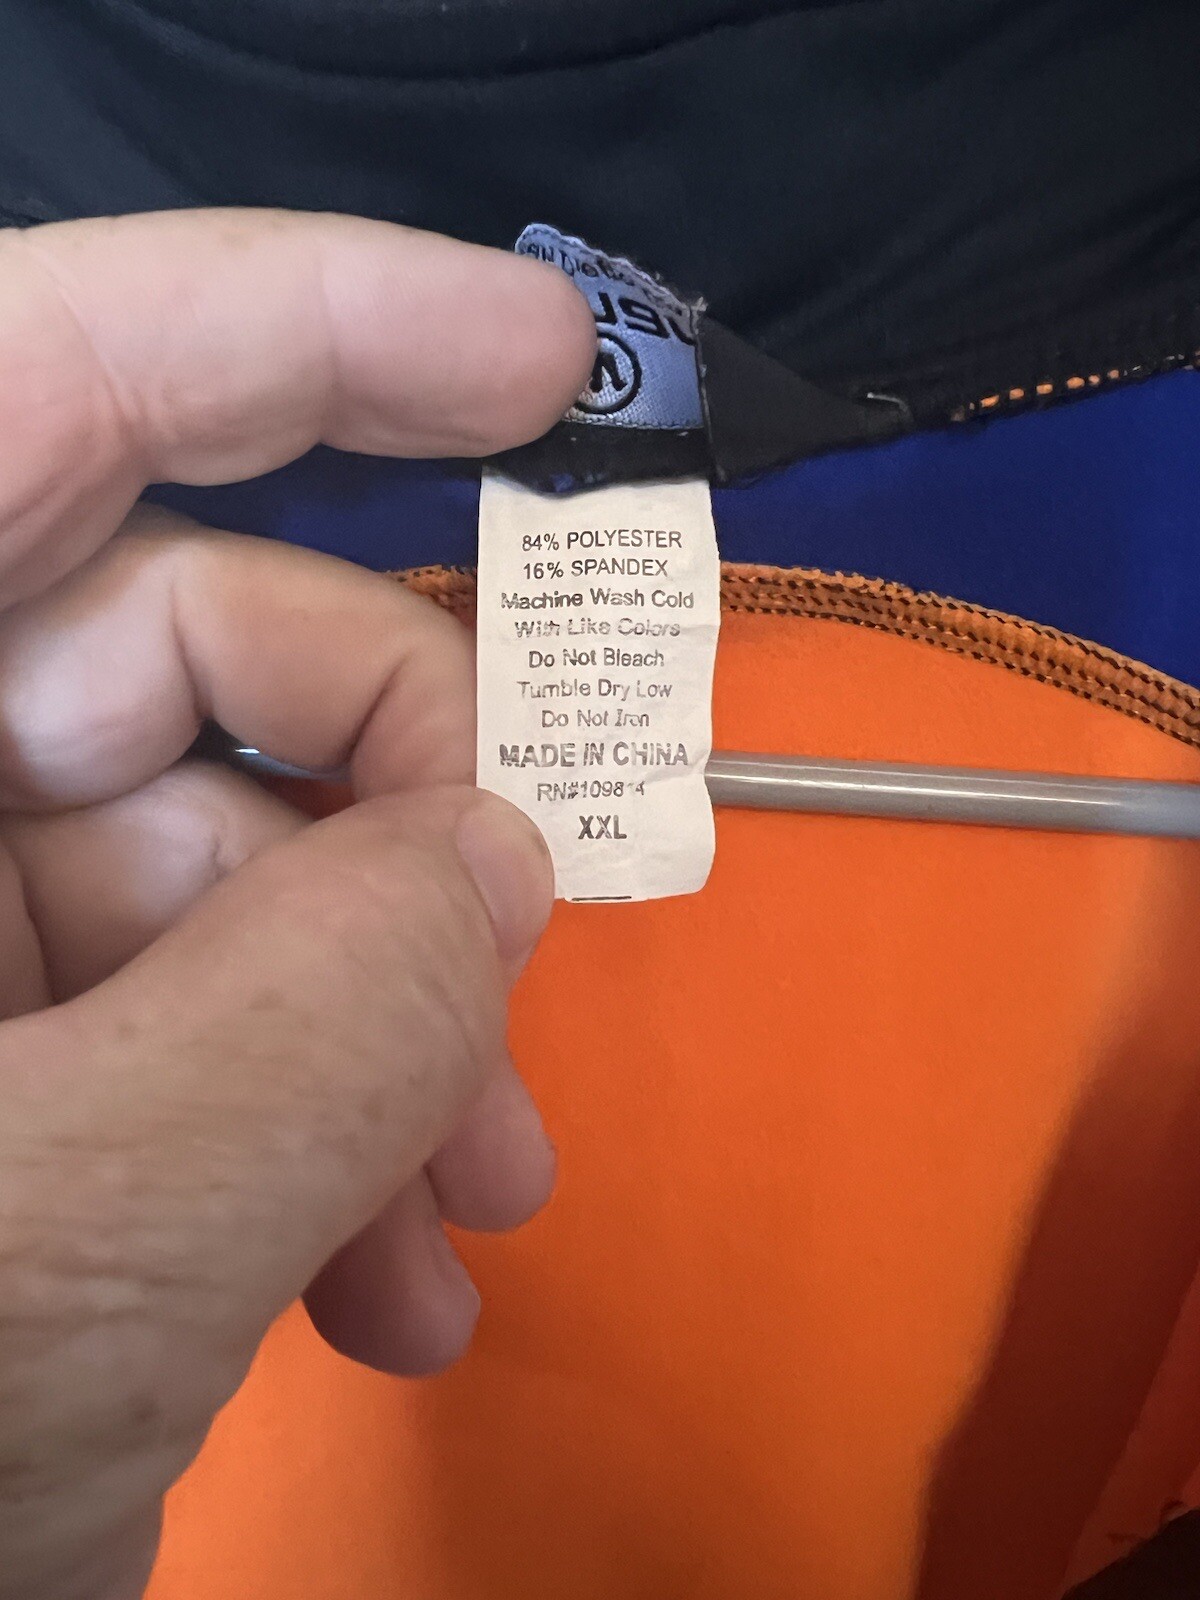 84% POLYESTER
16% SPANDEX
Machine Wash Cold
With Like Colors
Do Not Bleach
Tumble Dry Low
Do Not Iron
MADE IN CHINA
XXL